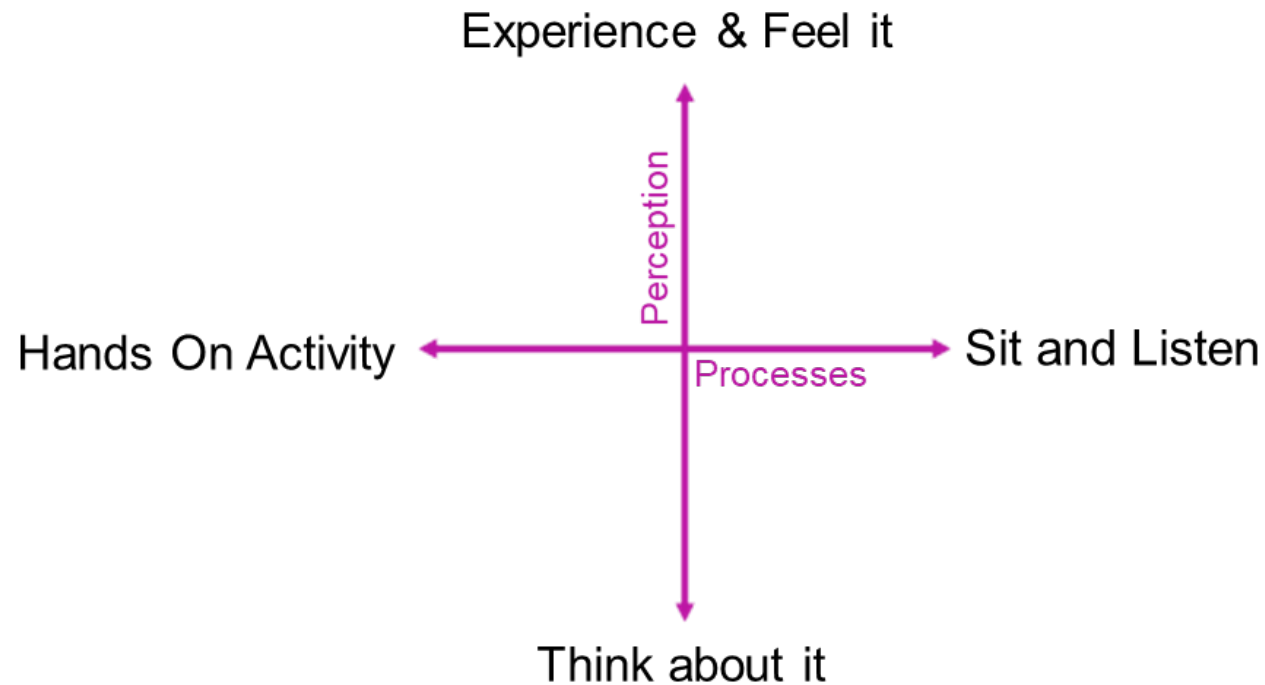 Experience & Feel it
Perception
Hands On Activity
Sit and Listen
Processes
Think about it